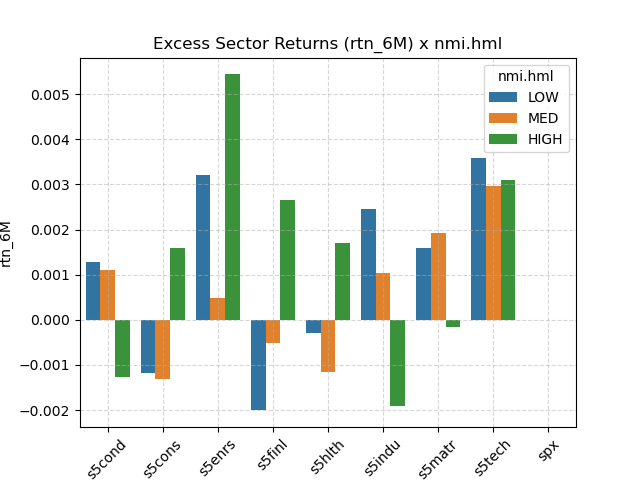 Excess Sector Returns (rtn_6M) x nmi.hml
nmi.hml
LOW
MED
HIGH
rtn_6M
0.005
0.004
0.003
0.002
0.001
0.000
−0.001
−0.002
s5cond
s5cons
s5enrs
s5finl
s5hlth
s5indu
s5matr
s5tech
spx